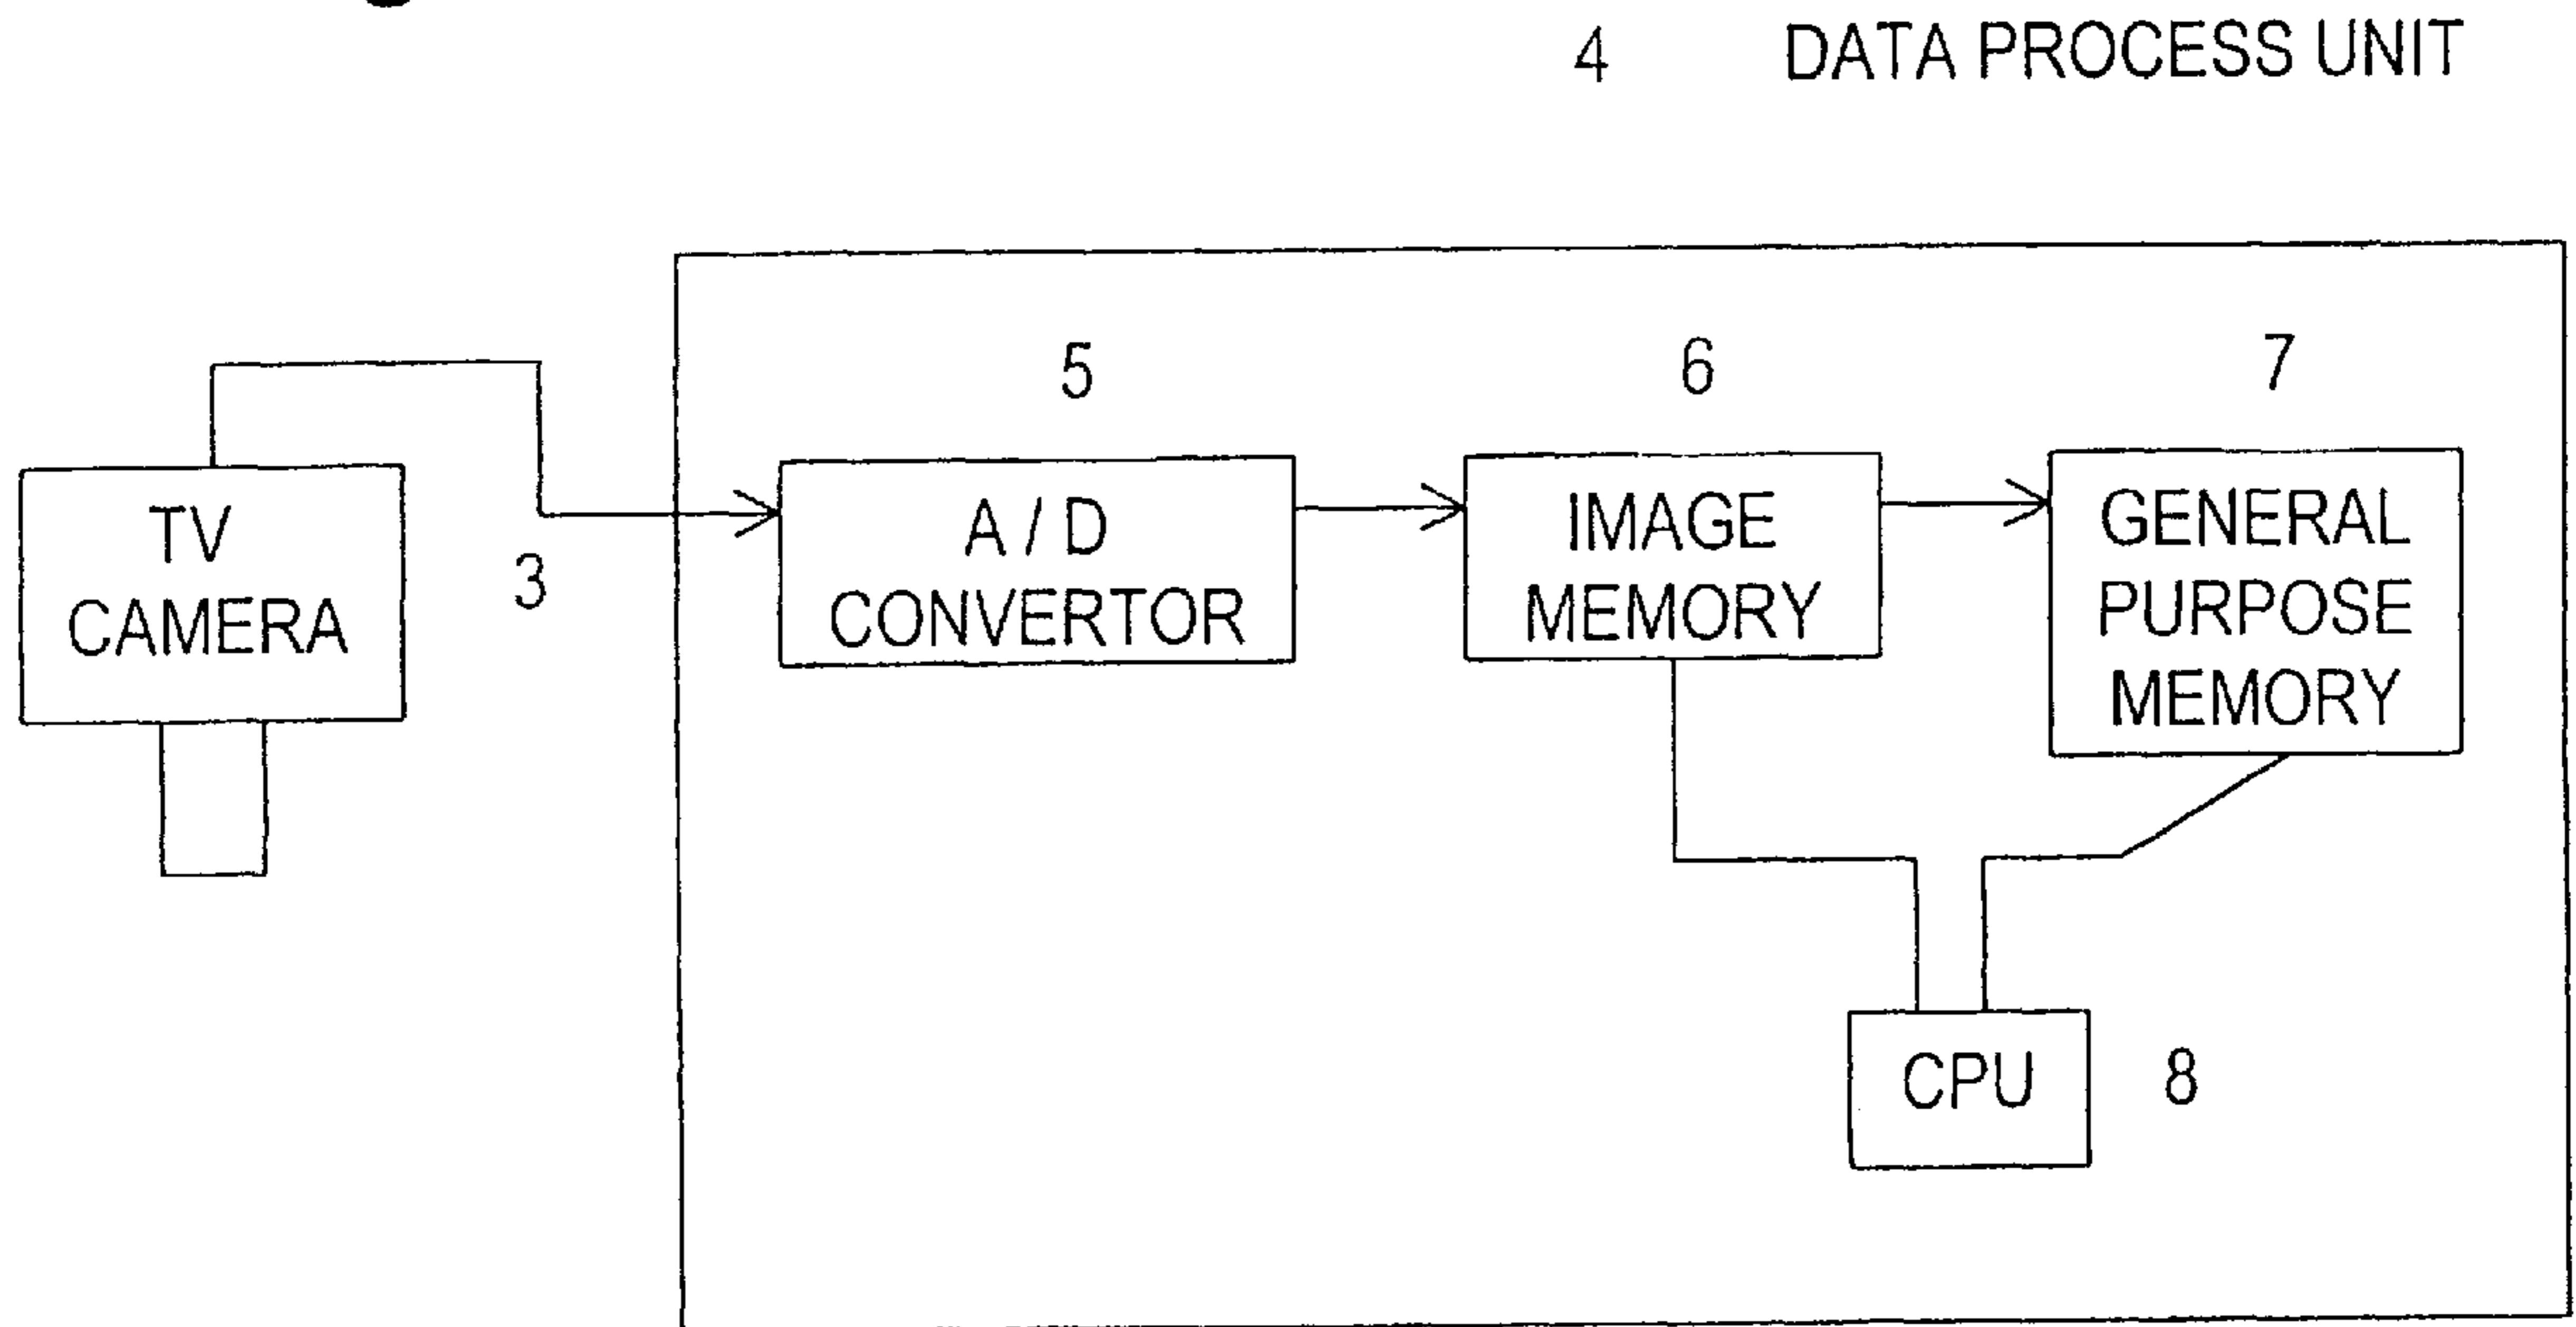 4 DATA PROCESS UNIT
5
6
7
TV
CAMERA
3
A / D
CONVERTOR
IMAGE
MEMORY
GENERAL
PURPOSE
MEMORY
CPU
8